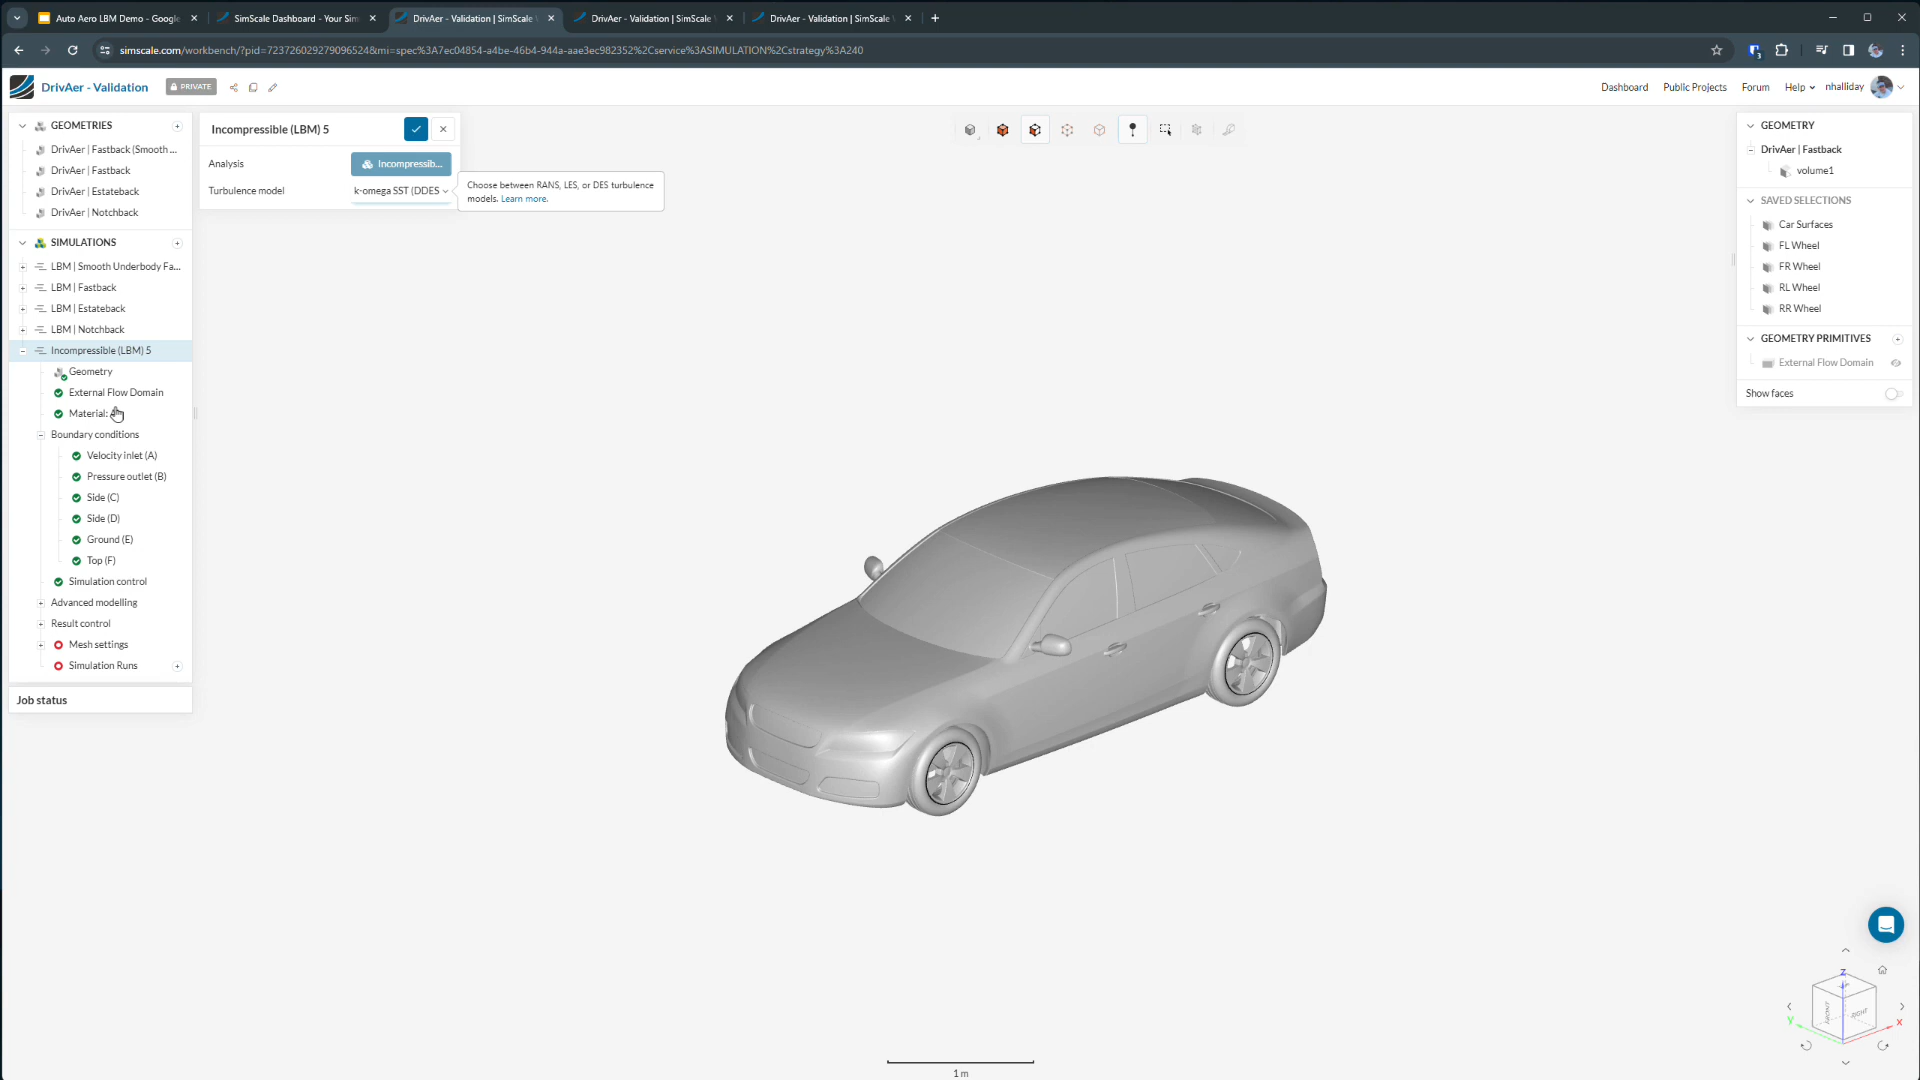 Auto Aero LBM Demo - Google
SimScale Dashboard - Your Sim
DrivAer - Validation | SimScale
DrivAer - Validation | SimScale
DrivAer - Validation | SimScale
simscale.com/workbench/?pid=723726029279096524&mi=spec%3A7ec04854-a4be-46b4-944a-aae3ec982352%2Cservice%3ASIMULATION%2Cstrategy%3A240
DrivAer - Validation
PRIVATE
Dashboard
Public Projects
Forum
Help
nhalliday
GEOMETRIES
DrivAer | Fastback (Smooth ...
DrivAer | Fastback
DrivAer | Estateback
DrivAer | Notchback
SIMULATIONS
LBM | Smooth Underbody Fa...
LBM | Fastback
LBM | Estateback
LBM | Notchback
Incompressible (LBM) 5
Geometry
External Flow Domain
Material:
Boundary conditions
Velocity inlet (A)
Pressure outlet (B)
Side (C)
Side (D)
Ground (E)
Top (F)
Simulation control
Advanced modelling
Result control
Mesh settings
Simulation Runs
Job status
Incompressible (LBM) 5
Analysis
Incompressib...
Turbulence model
k-omega SST (DDES
Choose between RANS, LES, or DES turbulence
models. Learn more.
GEOMETRY
DrivAer | Fastback
volume1
SAVED SELECTIONS
Car Surfaces
FL Wheel
FR Wheel
RL Wheel
RR Wheel
GEOMETRY PRIMITIVES
External Flow Domain
Show faces
Z
FRONT
RIGHT
Y
X
1 m